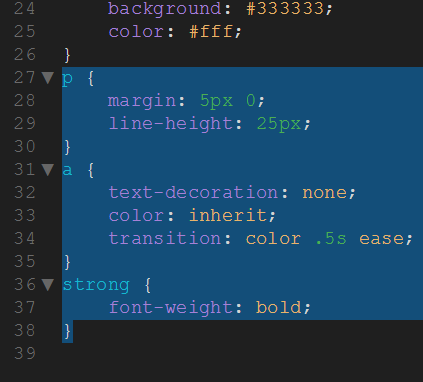 24 background: #333333;
25 color: #fff;
26 }
27 ▼ p {
28 margin: 5px 0;
29 line-height: 25px;
30 }
31 ▼ a {
32 text-decoration: none;
33 color: inherit;
34 transition: color .5s ease;
35 }
36 ▼ strong {
37 font-weight: bold;
38 }
39